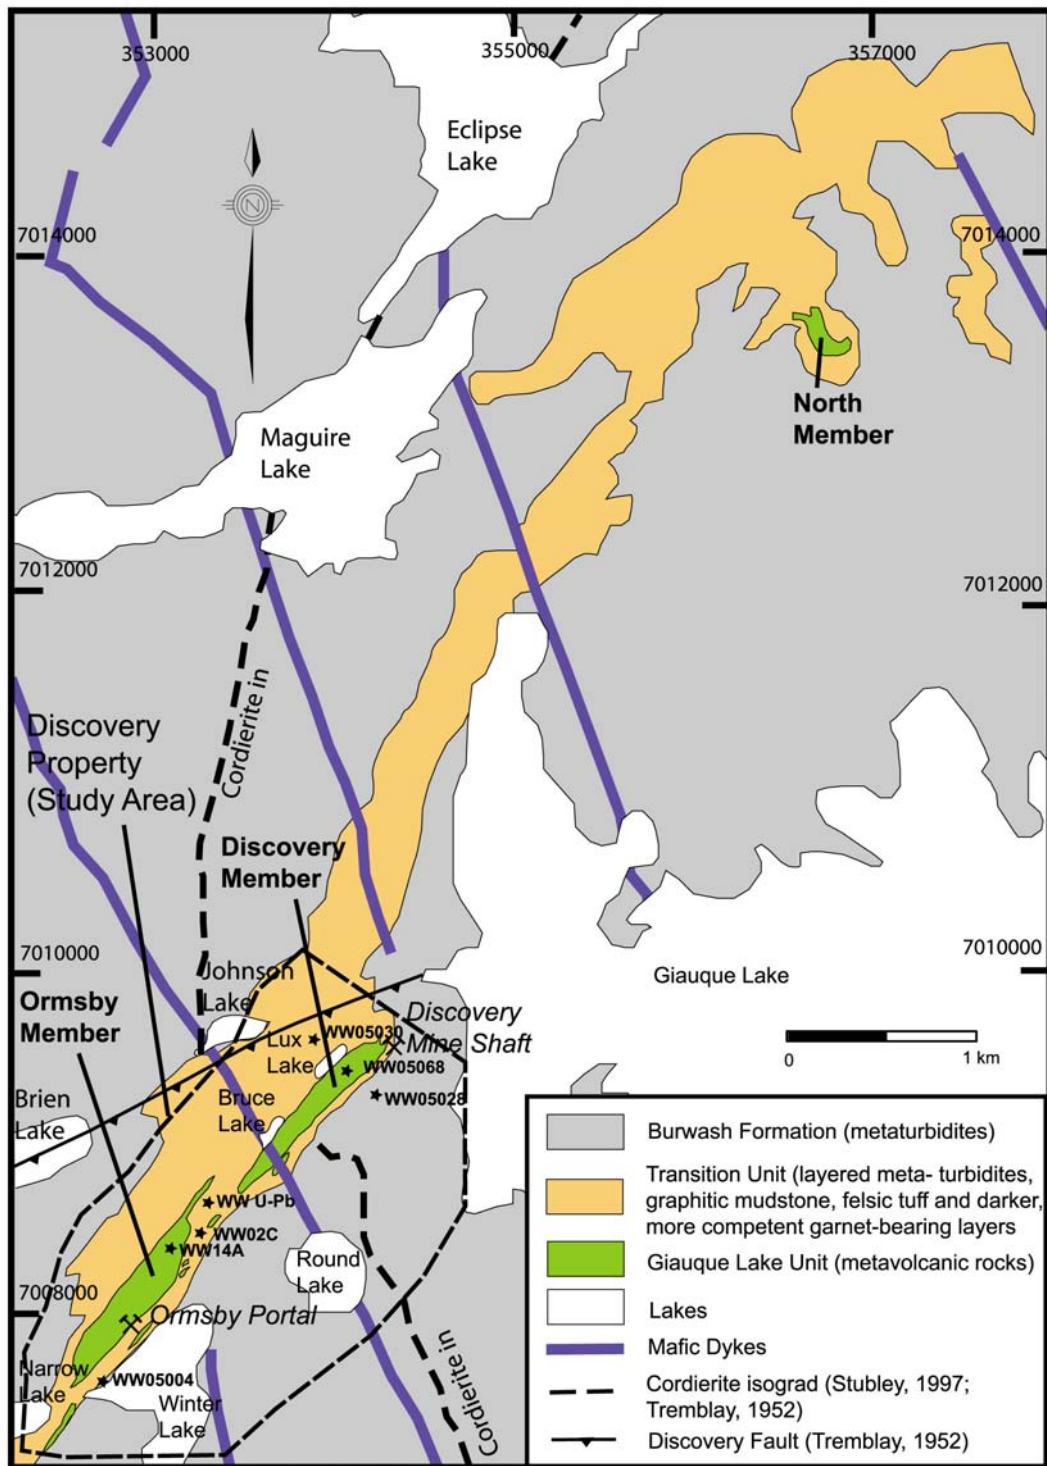 353000
355000
357000
Eclipse
Lake
N
7014000
7014000
North
Member
Maguire
Lake
7012000
7012000
Cordierite in
Discovery
Property
(Study Area)
Discovery
Member
7010000
7010000
Johnson
Lake
Giauque Lake
Ormsby
Member
Discovery
Mine Shaft
WW05030
Lux
Lake
WW05068
0
1 km
Bruce
Lake
WW05028
Brien
Lake
WW U-Pb
WW02C
WW14A
Round
Lake
7008000
Ormsby Portal
Narrow
Lake
WW05004
Winter
Lake
Cordierite in
Burwash Formation (metaturbidites)
Transition Unit (layered meta- turbidites,
graphitic mudstone, felsic tuff and darker,
more competent garnet-bearing layers
Giauque Lake Unit (metavolcanic rocks)
Lakes
Mafic Dykes
Cordierite isograd (Stubley, 1997;
Tremblay, 1952)
Discovery Fault (Tremblay, 1952)